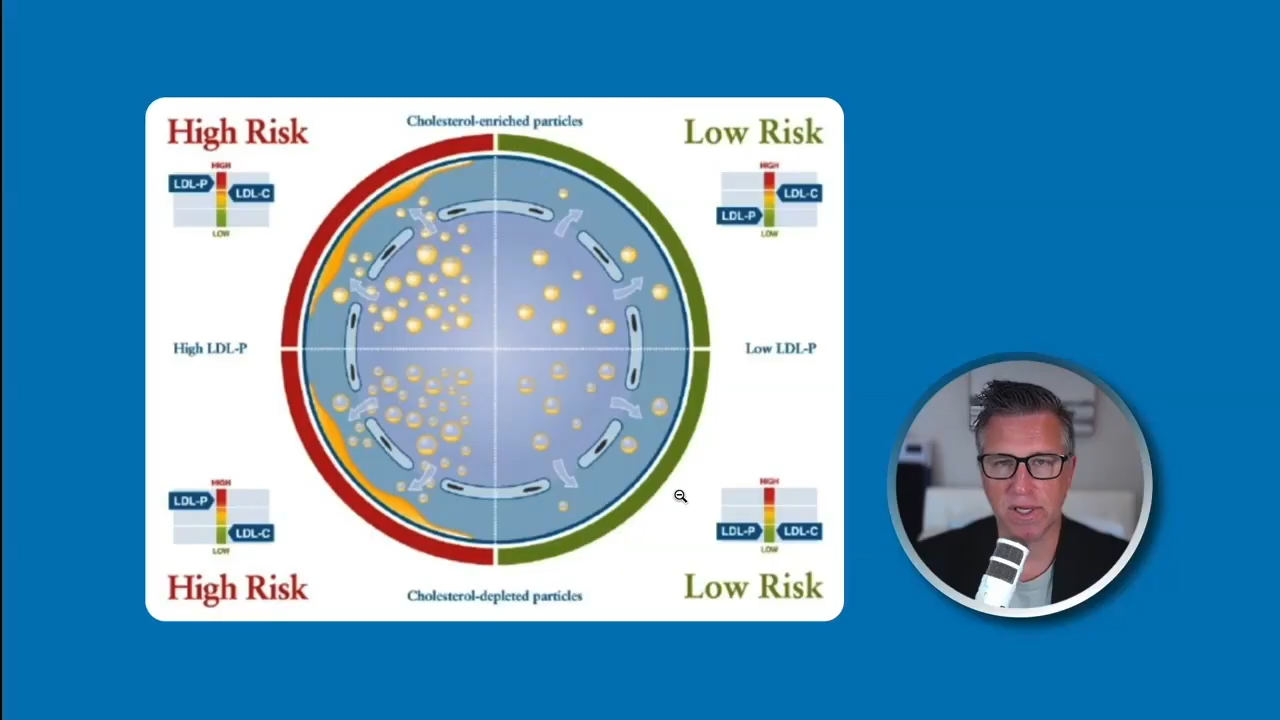 Cholesterol-enriched particles
High Risk
HIGH
LDL-P
LDL-C
LOW
Low Risk
HIGH
LDL-C
LDL-P
LOW
High LDL-P
Low LDL-P
HIGH
LDL-P
LDL-C
LOW
High Risk
HIGH
LDL-P
LDL-C
LOW
Low Risk
Cholesterol-depleted particles